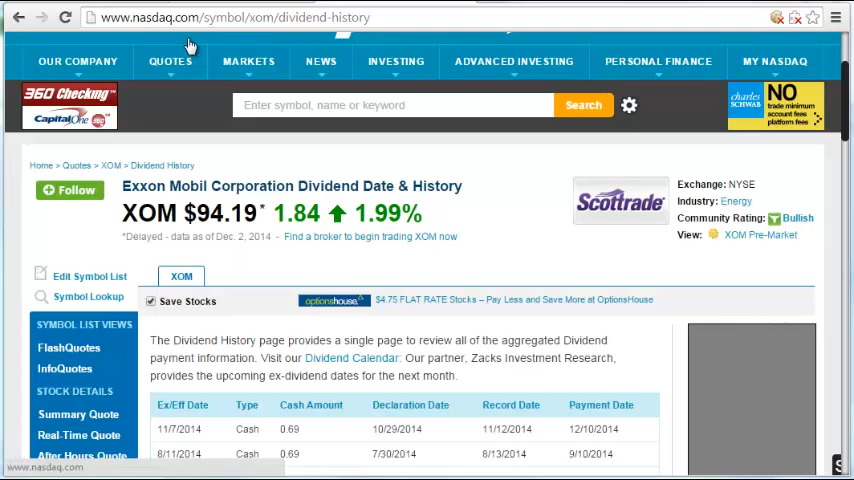 www.nasdaq.com/symbol/xom/dividend-history
OUR COMPANY QUOTES MARKETS NEWS INVESTING ADVANCED INVESTING PERSONAL FINANCE MY NASDAQ
360 Checking℠
Capital One 360
Enter symbol, name or keyword
Search
charles SCHWAB
NO
trade minimum
account fees
platform fees
Home > Quotes > XOM > Dividend History
Follow
Exxon Mobil Corporation Dividend Date & History
XOM $94.19* 1.84 1.99%
*Delayed - data as of Dec. 2, 2014 - Find a broker to begin trading XOM now
Scottrade
Exchange: NYSE
Industry: Energy
Community Rating: Bullish
View: XOM Pre-Market
Edit Symbol List
Symbol Lookup
XOM
Save Stocks
optionshouse.
$4.75 FLAT RATE Stocks – Pay Less and Save More at OptionsHouse
SYMBOL LIST VIEWS
FlashQuotes
InfoQuotes
STOCK DETAILS
Summary Quote
Real-Time Quote
After Hours Quote
The Dividend History page provides a single page to review all of the aggregated Dividend
payment information. Visit our Dividend Calendar: Our partner, Zacks Investment Research,
provides the upcoming ex-dividend dates for the next month.
Ex/Eff Date Type Cash Amount Declaration Date Record Date Payment Date
11/7/2014 Cash 0.69 10/29/2014 11/12/2014 12/10/2014
8/11/2014 Cash 0.69 7/30/2014 8/13/2014 9/10/2014
www.nasdaq.com